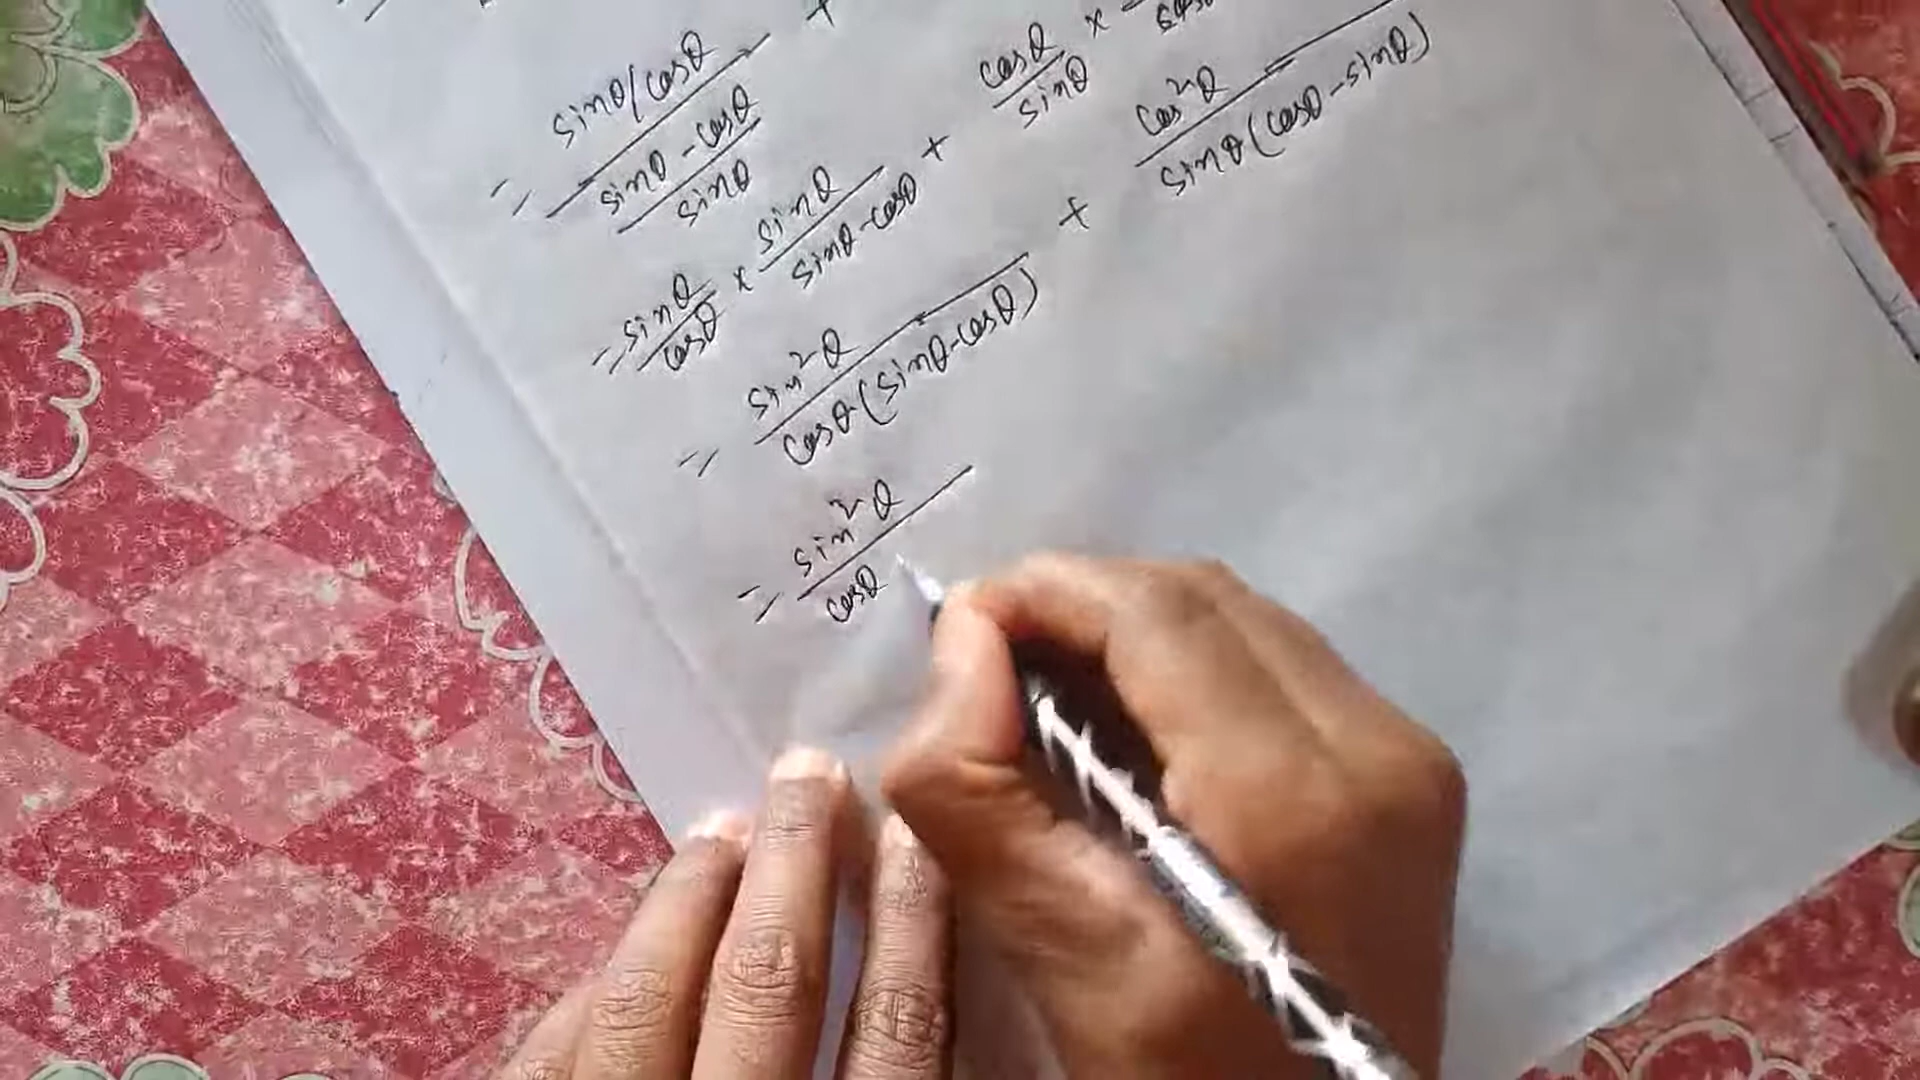 = sinθ/cosθ / (sinθ - cosθ / sinθ) +
= sinθ/cosθ × sinθ/(sinθ-cosθ) + cosθ/sinθ ×
= sin²θ/(cosθ(sinθ-cosθ)) + cos²θ/(sinθ(cosθ-sinθ))
= sin²θ/cosθ